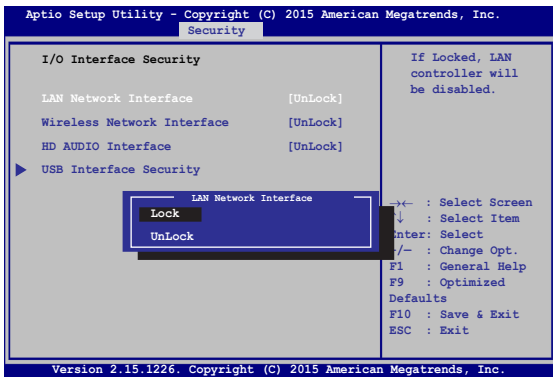 Aptio Setup Utility - Copyright (C) 2015 American Megatrends, Inc.
Security
I/O Interface Security
LAN Network Interface [UnLock]
Wireless Network Interface [UnLock]
HD AUDIO Interface [UnLock]
USB Interface Security
If Locked, LAN
controller will
be disabled.
LAN Network Interface
Lock
UnLock
→← : Select Screen
↑↓ : Select Item
Enter: Select
+/— : Change Opt.
F1 : General Help
F9 : Optimized
Defaults
F10 : Save & Exit
ESC : Exit
Version 2.15.1226. Copyright (C) 2015 American Megatrends, Inc.